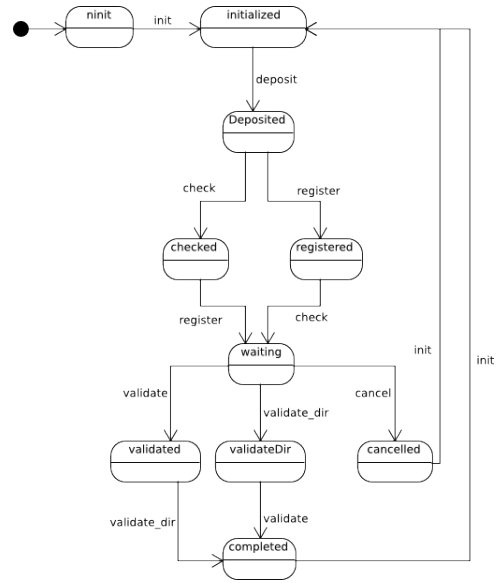 ninit
init
initialized
deposit
Deposited
check
register
checked
registered
register
check
waiting
init
init
validate
validate_dir
cancel
validated
validateDir
cancelled
validate_dir
validate
completed